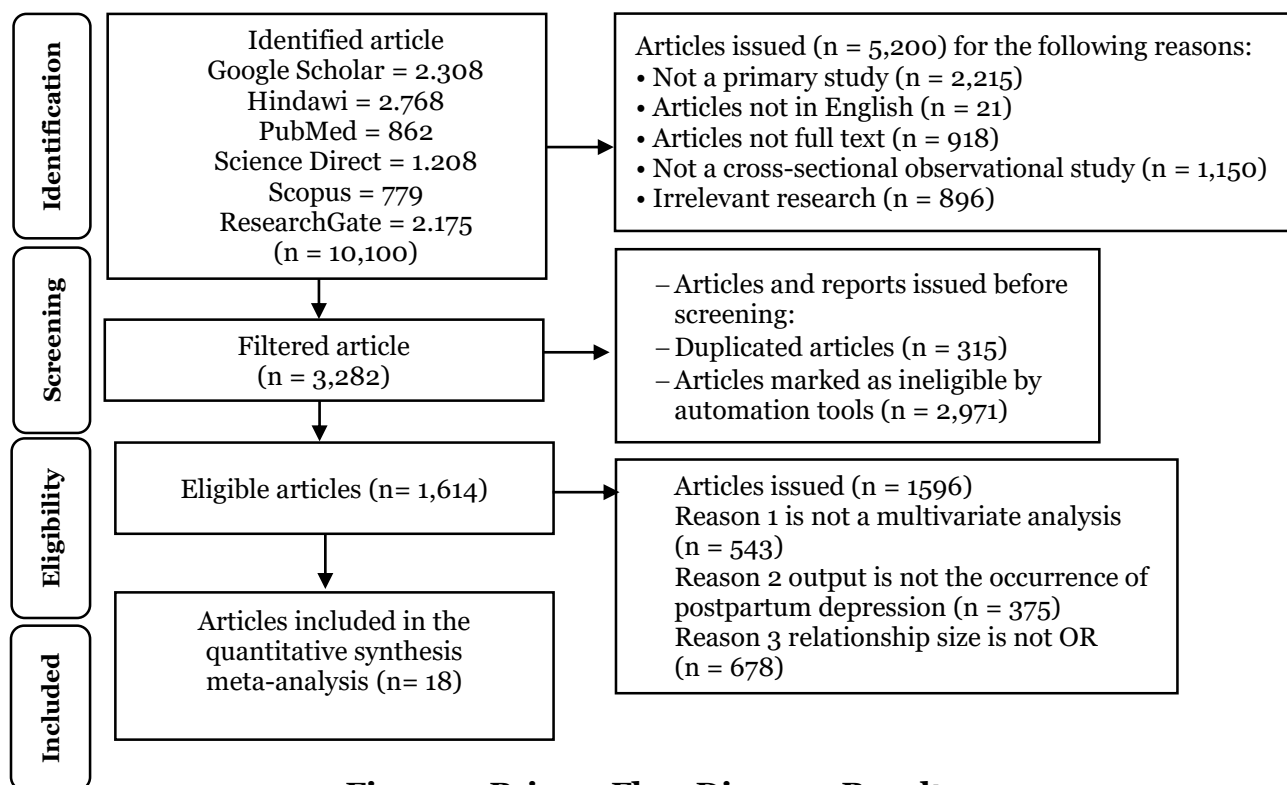 Identification
Identified article
Google Scholar = 2.308
Hindawi = 2.768
PubMed = 862
Science Direct = 1.208
Scopus = 779
ResearchGate = 2.175
(n = 10,100)
Articles issued (n = 5,200) for the following reasons:
• Not a primary study (n = 2,215)
• Articles not in English (n = 21)
• Articles not full text (n = 918)
• Not a cross-sectional observational study (n = 1,150)
• Irrelevant research (n = 896)
Screening
Filtered article
(n = 3,282)
– Articles and reports issued before
screening:
– Duplicated articles (n = 315)
– Articles marked as ineligible by
automation tools (n = 2,971)
Eligibility
Eligible articles (n= 1,614)
Articles issued (n = 1596)
Reason 1 is not a multivariate analysis
(n = 543)
Reason 2 output is not the occurrence of
postpartum depression (n = 375)
Reason 3 relationship size is not OR
(n = 678)
Included
Articles included in the
quantitative synthesis
meta-analysis (n= 18)